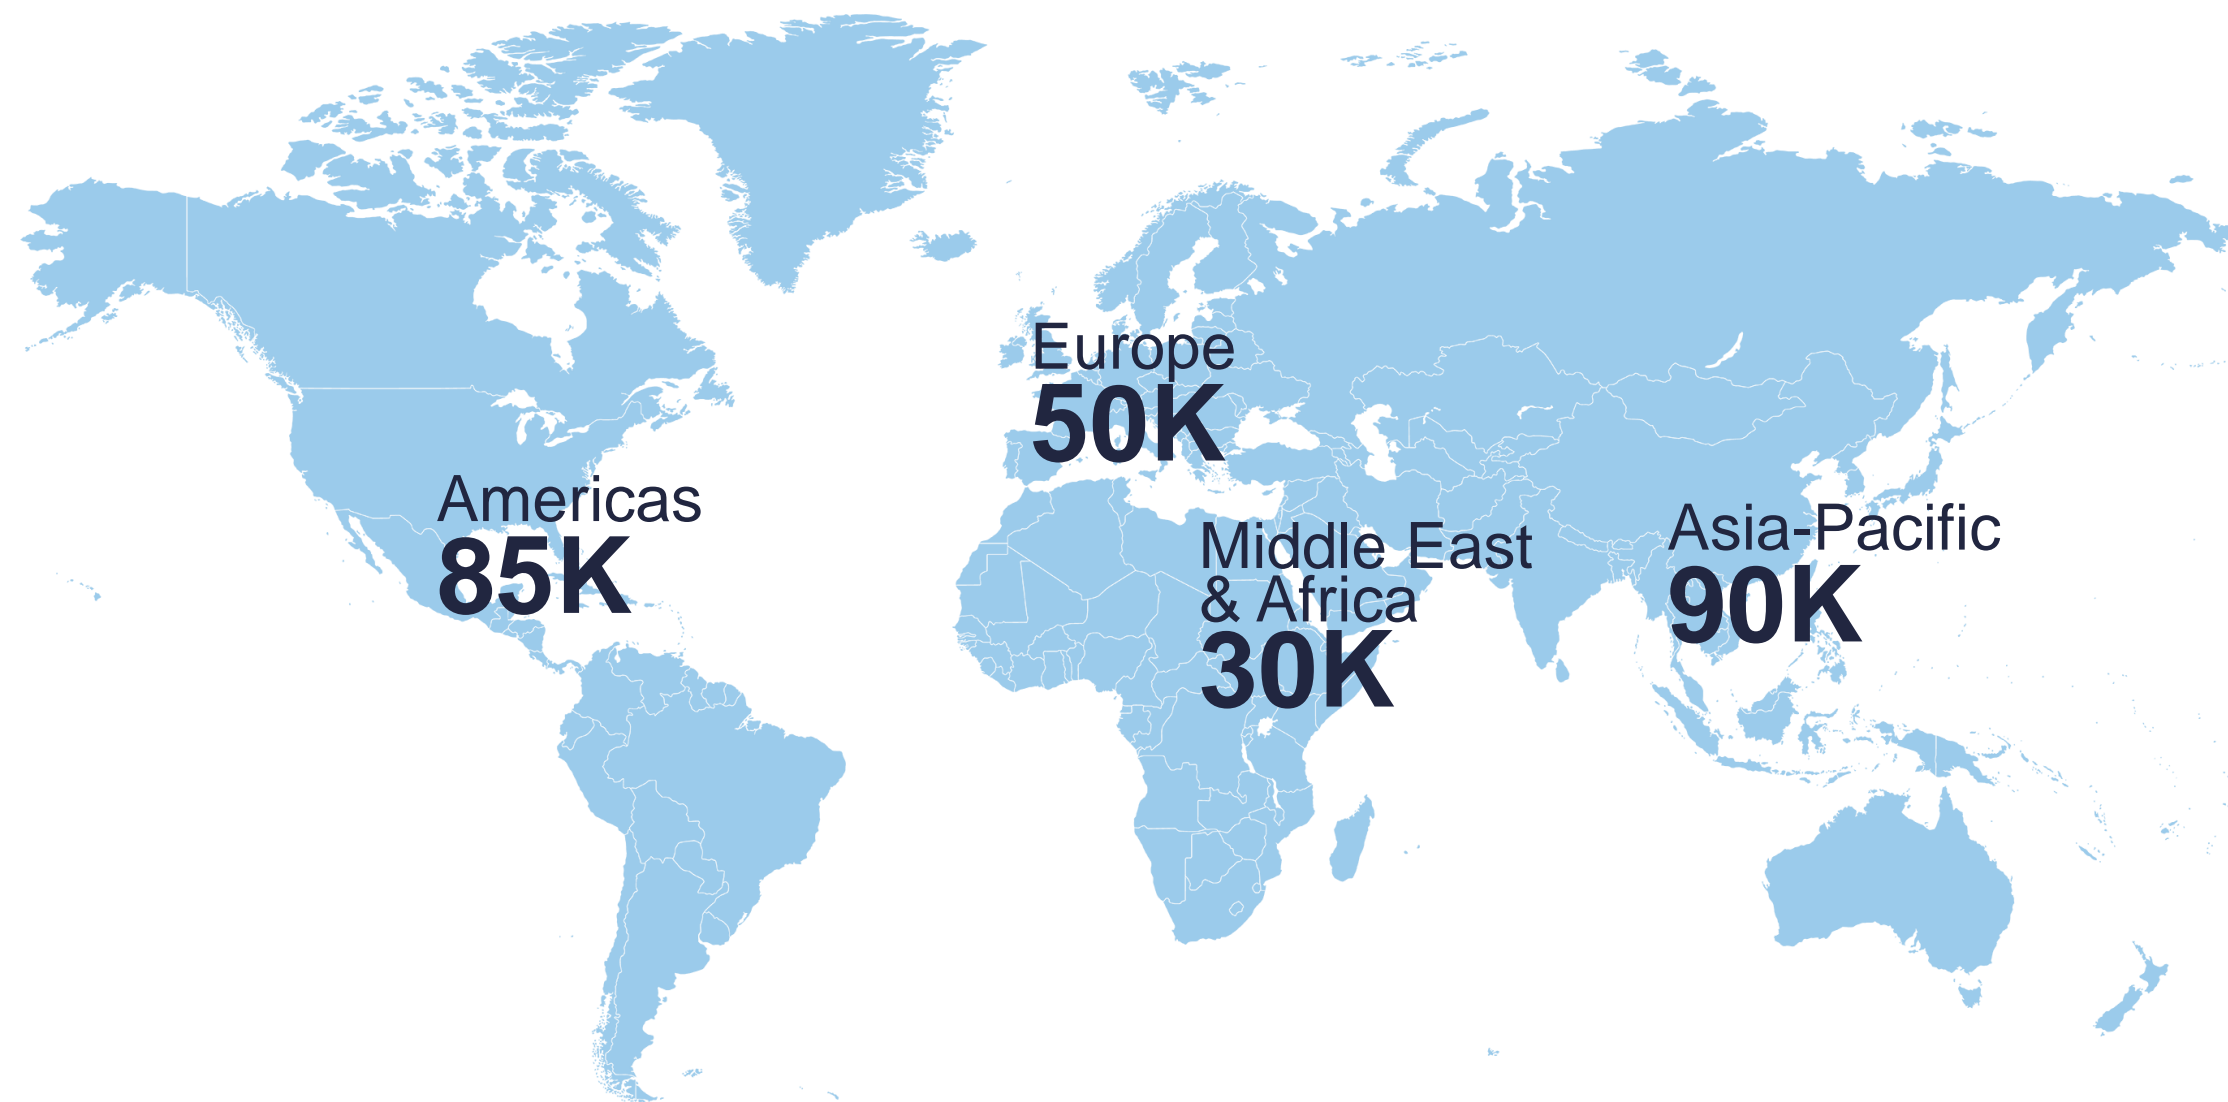 Europe
50K
Americas
85K
Middle East
& Africa
30K
Asia-Pacific
90K